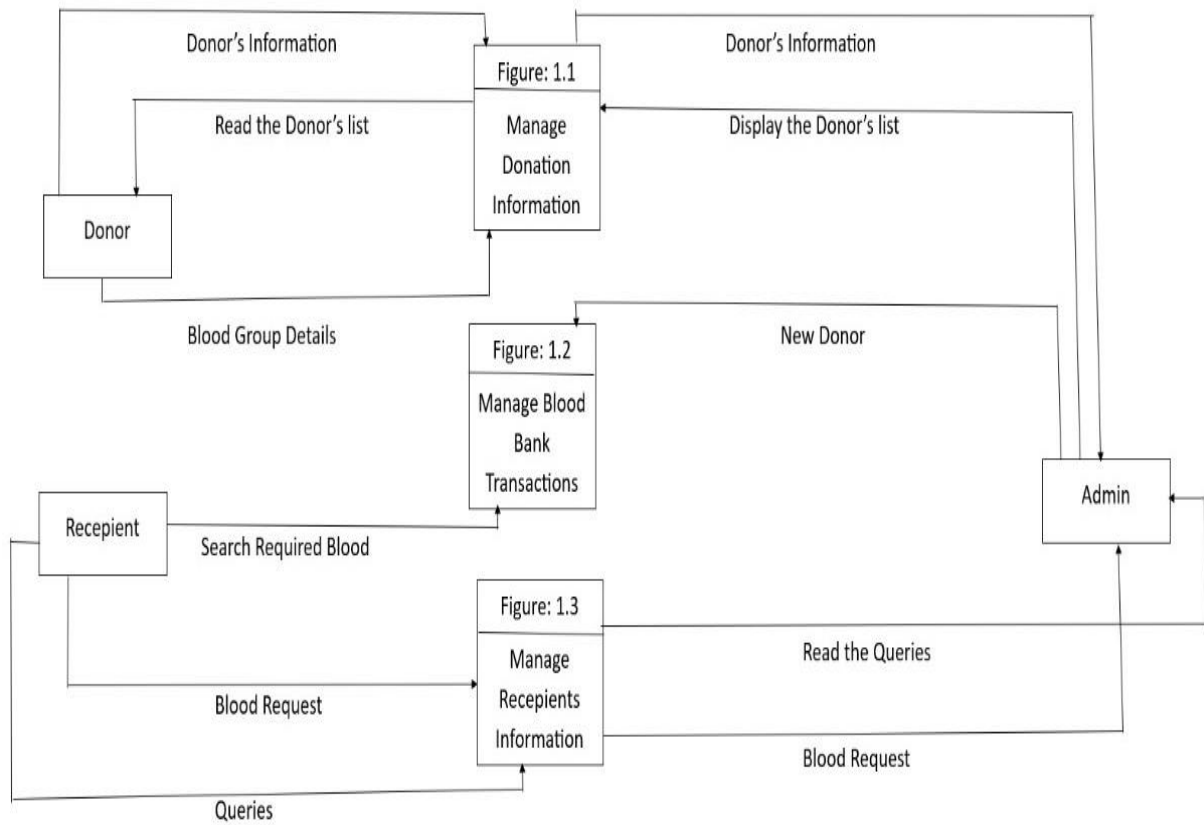 Donor's Information
Donor's Information
Figure: 1.1
Read the Donor's list
Manage
Donation
Information
Display the Donor's list
Donor
Blood Group Details
New Donor
Figure: 1.2
Manage Blood
Bank
Transactions
Admin
Recepient
Search Required Blood
Figure: 1.3
Manage
Recepients
Information
Read the Queries
Blood Request
Blood Request
Queries